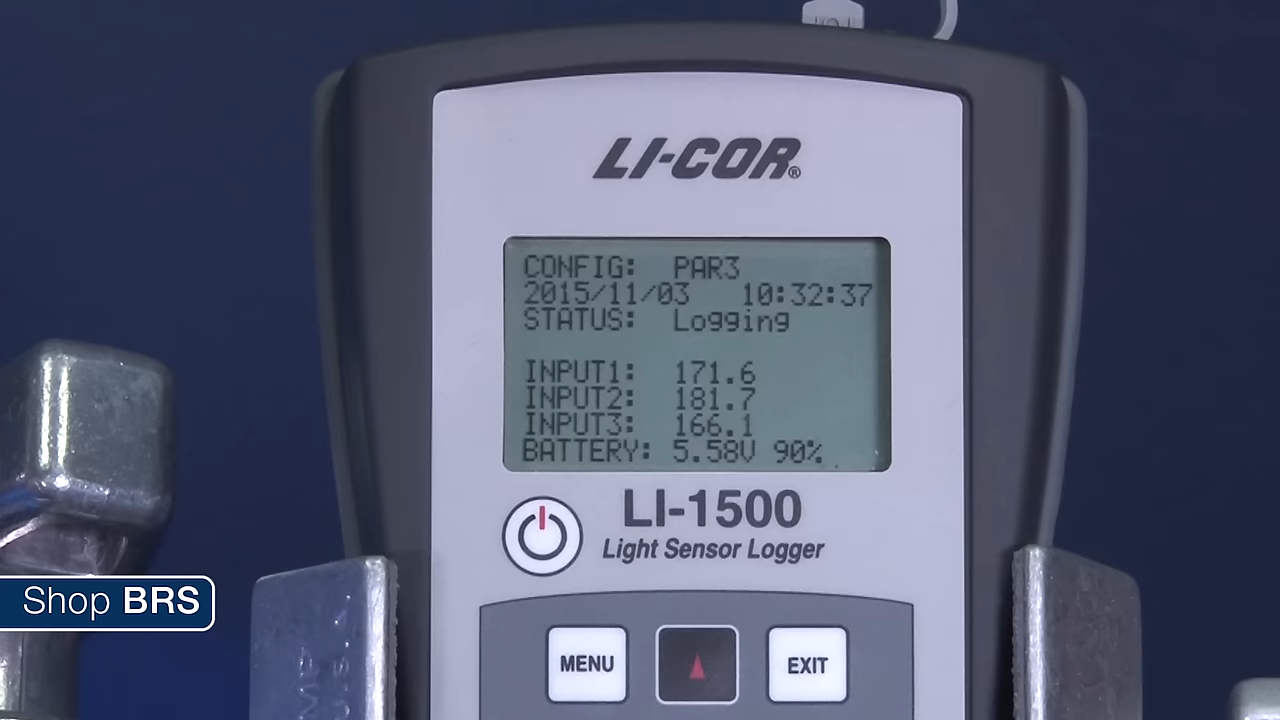 LI-COR®
CONFIG: PAR3
2015/11/03 10:32:37
STATUS: Logging
INPUT1: 171.6
INPUT2: 181.7
INPUT3: 166.1
BATTERY: 5.58V 90%
LI-1500
Light Sensor Logger
Shop BRS
MENU
EXIT